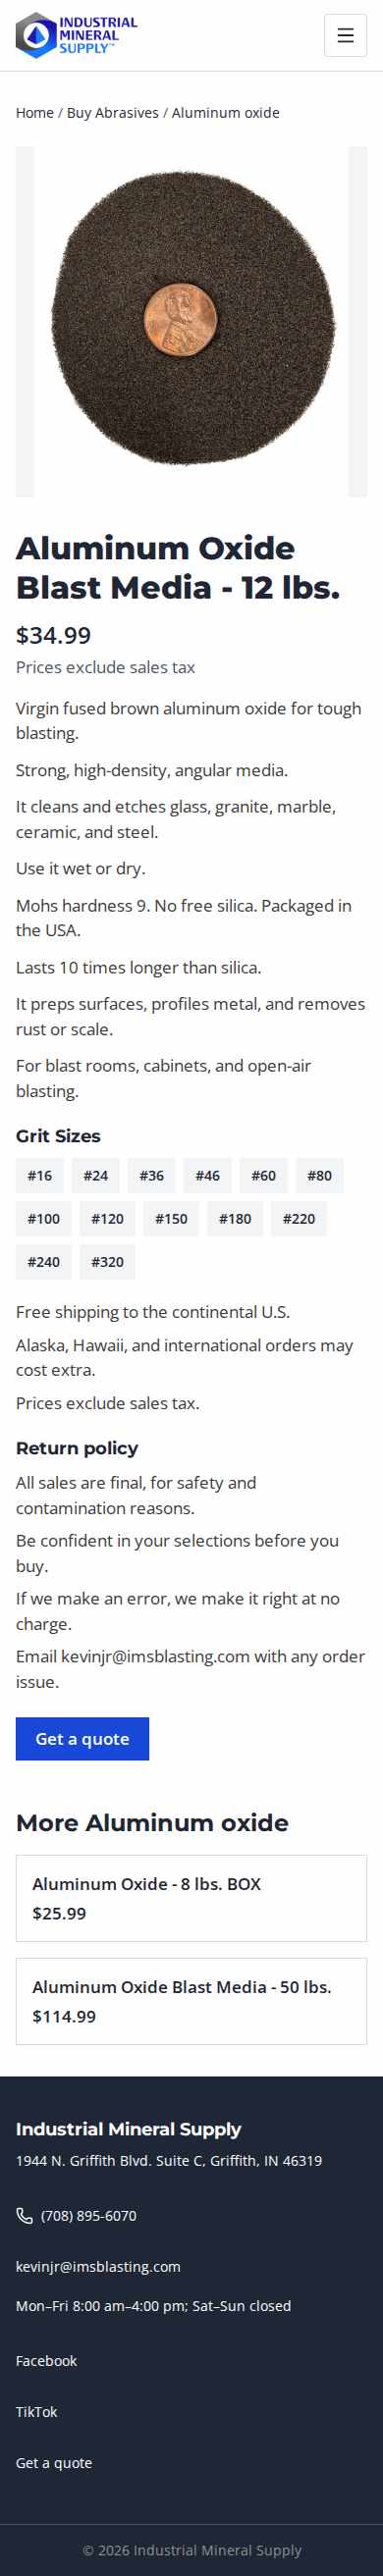 INDUSTRIAL
MINERAL
SUPPLY™
Home / Buy Abrasives / Aluminum oxide
Aluminum Oxide
Blast Media - 12 lbs.
$34.99
Prices exclude sales tax
Virgin fused brown aluminum oxide for tough
blasting.
Strong, high-density, angular media.
It cleans and etches glass, granite, marble,
ceramic, and steel.
Use it wet or dry.
Mohs hardness 9. No free silica. Packaged in
the USA.
Lasts 10 times longer than silica.
It preps surfaces, profiles metal, and removes
rust or scale.
For blast rooms, cabinets, and open-air
blasting.
Grit Sizes
#16 #24 #36 #46 #60 #80
#100 #120 #150 #180 #220
#240 #320
Free shipping to the continental U.S.
Alaska, Hawaii, and international orders may
cost extra.
Prices exclude sales tax.
Return policy
All sales are final, for safety and
contamination reasons.
Be confident in your selections before you
buy.
If we make an error, we make it right at no
charge.
Email kevinjr@imsblasting.com with any order
issue.
Get a quote
More Aluminum oxide
Aluminum Oxide - 8 lbs. BOX
$25.99
Aluminum Oxide Blast Media - 50 lbs.
$114.99
Industrial Mineral Supply
1944 N. Griffith Blvd. Suite C, Griffith, IN 46319
(708) 895-6070
kevinjr@imsblasting.com
Mon–Fri 8:00 am–4:00 pm; Sat–Sun closed
Facebook
TikTok
Get a quote
© 2026 Industrial Mineral Supply